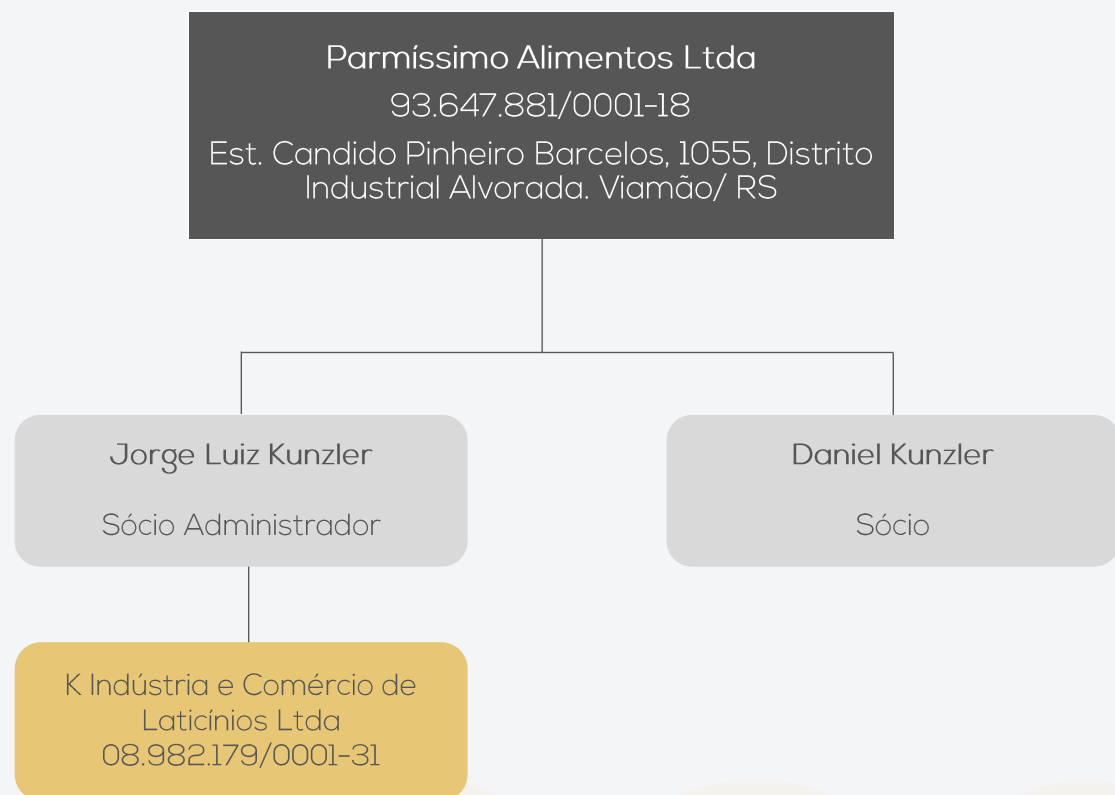 Parmíssimo Alimentos Ltda
93.647.881/0001-18
Est. Candido Pinheiro Barcelos, 1055, Distrito
Industrial Alvorada. Viamão/ RS
Jorge Luiz Kunzler
Sócio Administrador
Daniel Kunzler
Sócio
K Indústria e Comércio de
Laticínios Ltda
08.982.179/0001-31